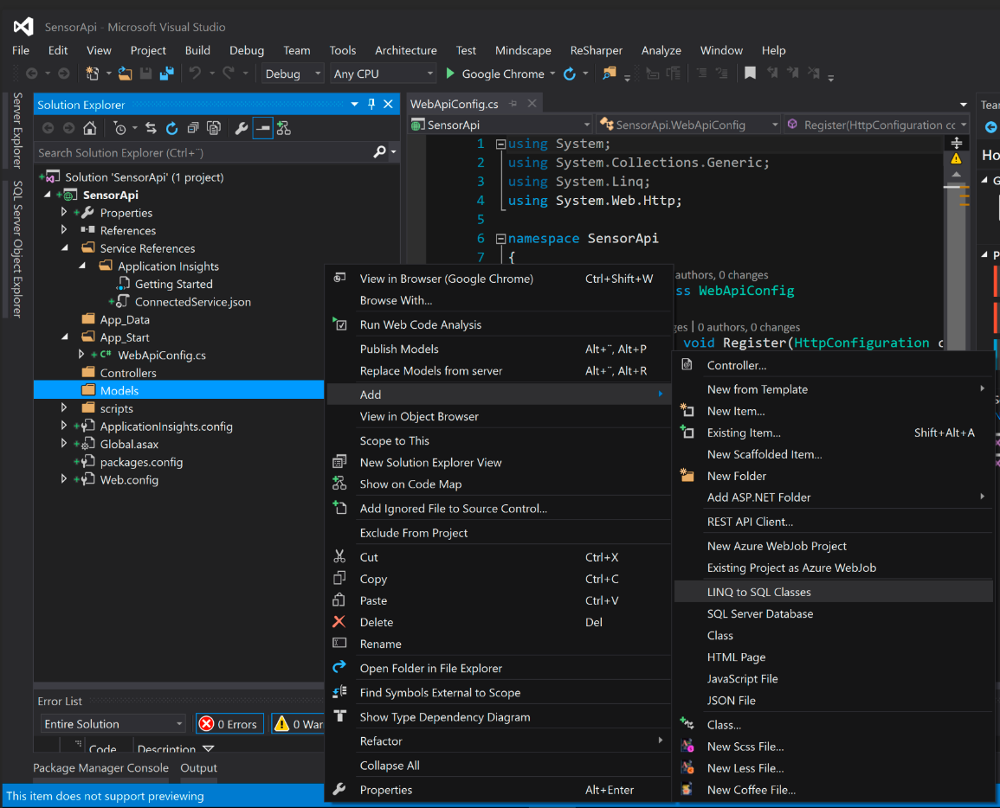 SensorApi - Microsoft Visual Studio
File Edit View Project Build Debug Team Tools Architecture Test Mindscape ReSharper Analyze Window Help
Debug Any CPU Google Chrome
Server Explorer
SQL Server Object Explorer
Solution Explorer
Search Solution Explorer (Ctrl+¨)
Solution 'SensorApi' (1 project)
SensorApi
Properties
References
Service References
Application Insights
Getting Started
ConnectedService.json
App_Data
App_Start
C# WebApiConfig.cs
Controllers
Models
scripts
ApplicationInsights.config
Global.asax
packages.config
Web.config
WebApiConfig.cs
SensorApi SensorApi.WebApiConfig Register(HttpConfiguration cc
1 using System;
2 using System.Collections.Generic;
3 using System.Linq;
4 using System.Web.Http;
5
6 namespace SensorApi
7 {
authors, 0 changes
ss WebApiConfig
ges | 0 authors, 0 changes
void Register(HttpConfiguration c
Tea
Ho
G
P
View in Browser (Google Chrome) Ctrl+Shift+W
Browse With...
Run Web Code Analysis
Publish Models Alt+¨, Alt+P
Replace Models from server Alt+¨, Alt+R
Add
View in Object Browser
Scope to This
New Solution Explorer View
Show on Code Map
Add Ignored File to Source Control...
Exclude From Project
Cut Ctrl+X
Copy Ctrl+C
Paste Ctrl+V
Delete Del
Rename
Open Folder in File Explorer
Find Symbols External to Scope
Show Type Dependency Diagram
Refactor
Collapse All
Properties Alt+Enter
Controller...
New from Template
New Item...
Existing Item... Shift+Alt+A
New Scaffolded Item...
New Folder
Add ASP.NET Folder
REST API Client...
New Azure WebJob Project
Existing Project as Azure WebJob
LINQ to SQL Classes
SQL Server Database
Class
HTML Page
JavaScript File
JSON File
Class...
New Scss File...
New Less File...
New Coffee File...
Error List
Entire Solution 0 Errors 0 War
Code Description
Package Manager Console Output
This item does not support previewing